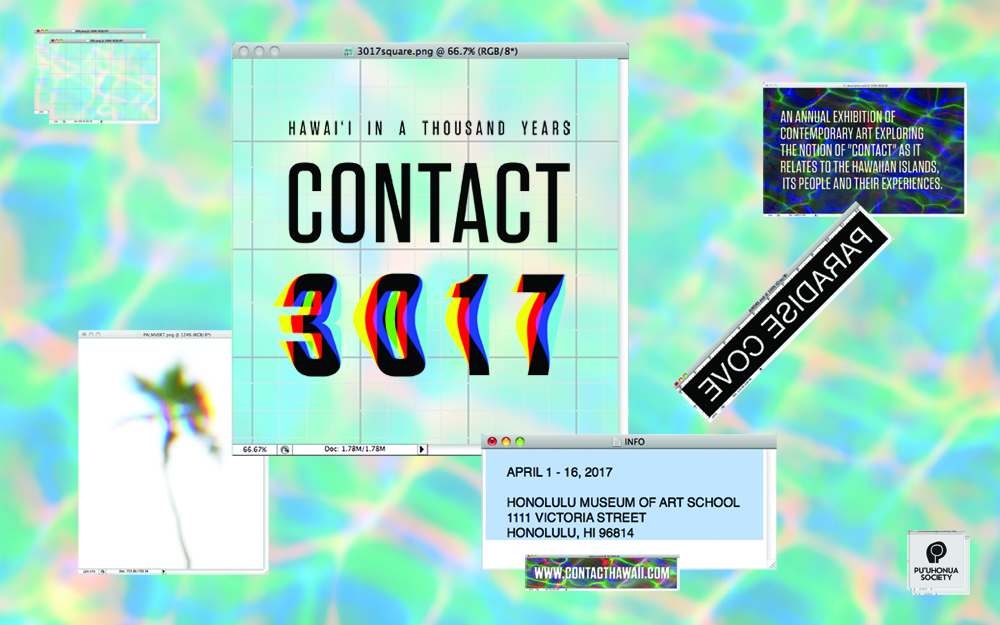 3017square.png @ 66.7% (RGB/8*)
HAWAIʻI IN A THOUSAND YEARS
CONTACT
3017
66.67%
Doc: 1.78M/1.78M
AN ANNUAL EXHIBITION OF
CONTEMPORARY ART EXPLORING
THE NOTION OF "CONTACT" AS IT
RELATES TO THE HAWAIIAN ISLANDS,
ITS PEOPLE AND THEIR EXPERIENCES.
PARADISE COVE
PALMVERT.png @ 124% (RGB/8*)
INFO
APRIL 1 - 16, 2017
HONOLULU MUSEUM OF ART SCHOOL
1111 VICTORIA STREET
HONOLULU, HI 96814
WWW.CONTACTHAWAII.COM
PU'UHONUA
SOCIETY